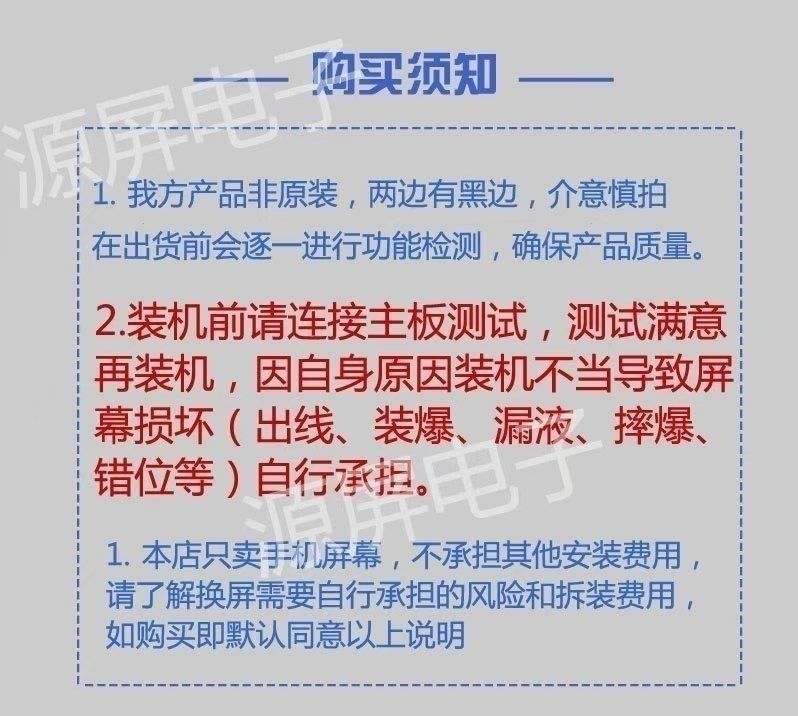 源屏电子
购买须知
1. 我方产品非原装，两边有黑边，介意慎拍
在出货前会逐一进行功能检测，确保产品质量。
2.装机前请连接主板测试，测试满意
再装机，因自身原因装机不当导致屏
幕损坏（出线、装爆、漏液、摔爆、
错位等）自行承担。
源屏电子
1. 本店只卖手机屏幕，不承担其他安装费用，
请了解换屏需要自行承担的风险和拆装费用，
如购买即默认同意以上说明